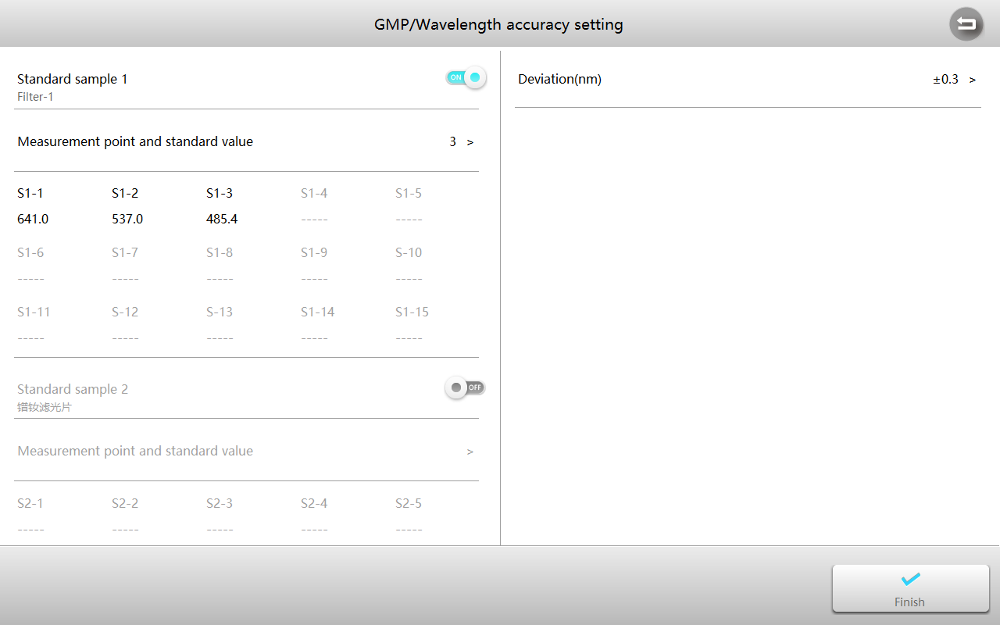 GMP/Wavelength accuracy setting
Standard sample 1
ON
Filter-1
Measurement point and standard value 3 >
S1-1 S1-2 S1-3 S1-4 S1-5
641.0 537.0 485.4 ----- -----
S1-6 S1-7 S1-8 S1-9 S-10
----- ----- ----- ----- -----
S1-11 S-12 S-13 S1-14 S1-15
----- ----- ----- ----- -----
Standard sample 2
OFF
镨钕滤光片
Measurement point and standard value >
S2-1 S2-2 S2-3 S2-4 S2-5
----- ----- ----- ----- -----
Deviation(nm) ±0.3 >
Finish